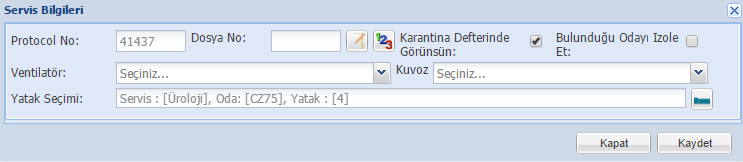 Servis Bilgileri
Protocol No: 41437 Dosya No: 123 Karantina Defterinde Görünsün: Bulunduğu Odayı Izole Et:
Ventilatör: Seçiniz... Kuvoz Seçiniz...
Yatak Seçimi: Servis : [Üroloji], Oda: [CZ75], Yatak : [4]
Kapat Kaydet